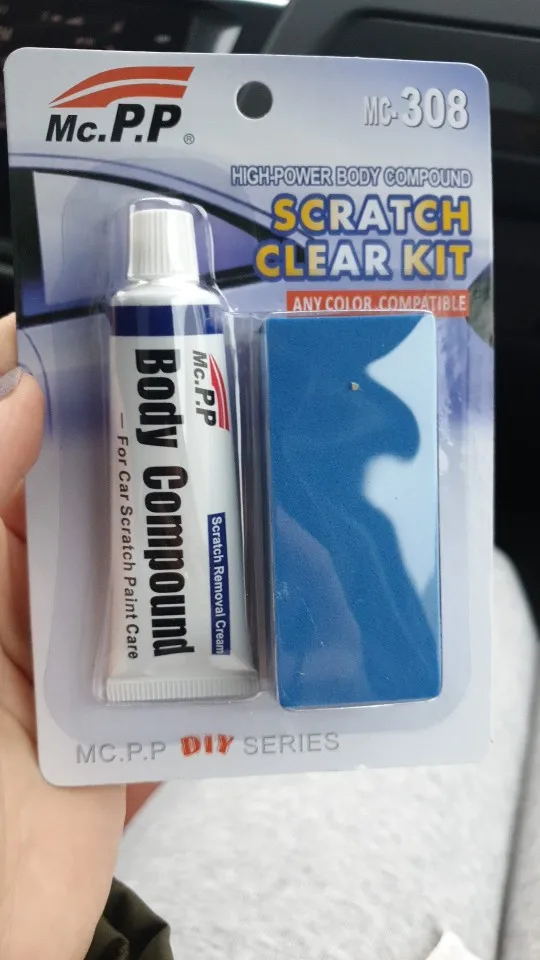 Mc.P.P®
MC-308
HIGH-POWER BODY COMPOUND
SCRATCH
CLEAR KIT
ANY COLOR COMPATIBLE
Mc.P.P
Body Compound
Scratch Removal Cream
— For Car Scratch Paint Care
MC.P.P DIY SERIES